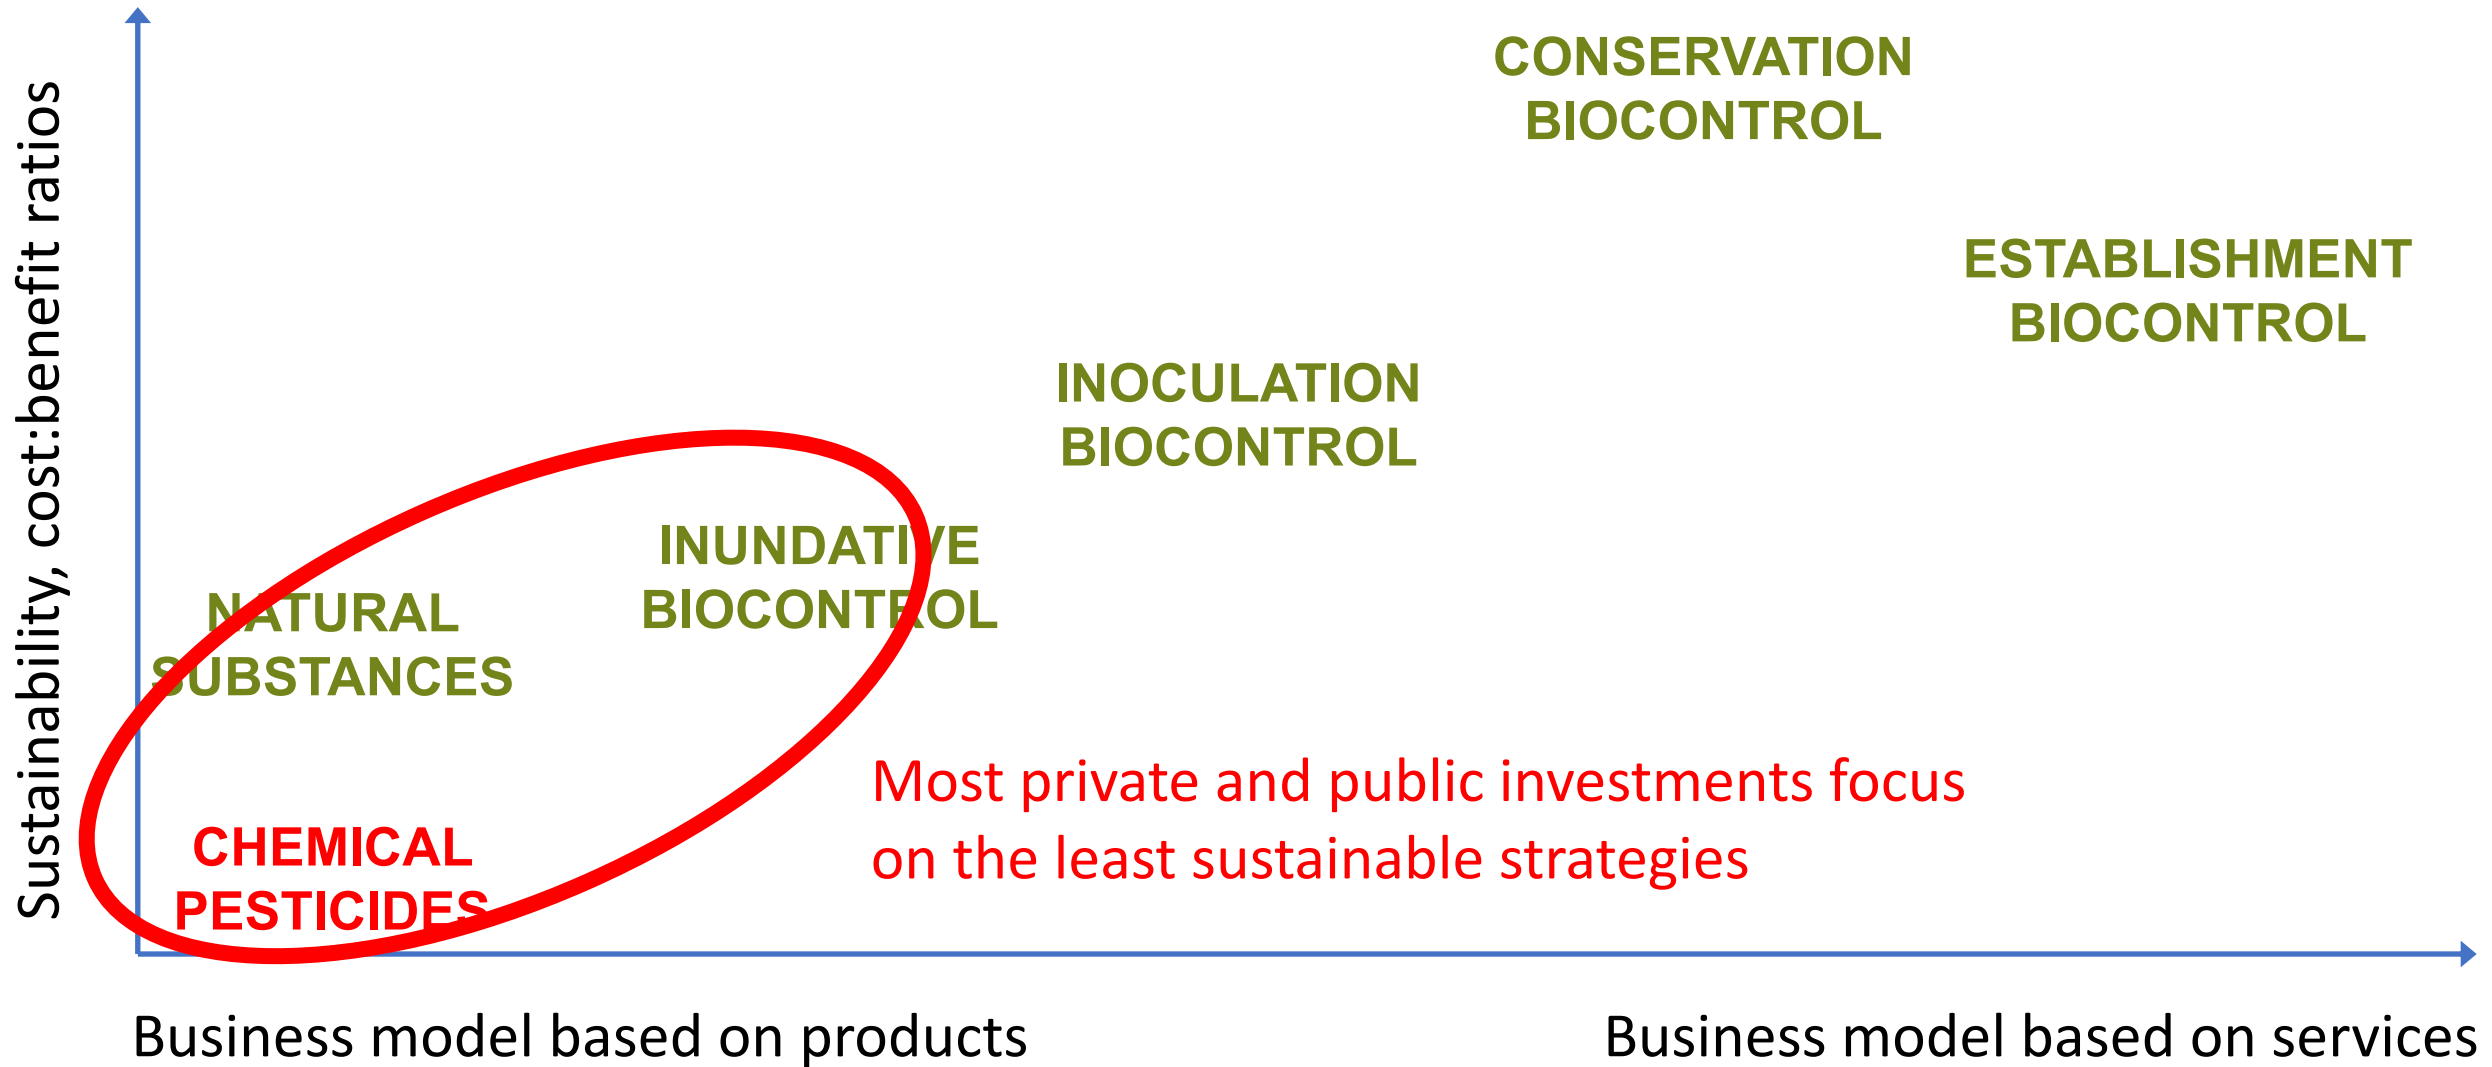 Sustainability, cost:benefit ratios
CONSERVATION
BIOCONTROL
ESTABLISHMENT
BIOCONTROL
INOCULATION
BIOCONTROL
INUNDATIVE
BIOCONTROL
NATURAL
SUBSTANCES
Most private and public investments focus
on the least sustainable strategies
CHEMICAL
PESTICIDES
Business model based on products
Business model based on services